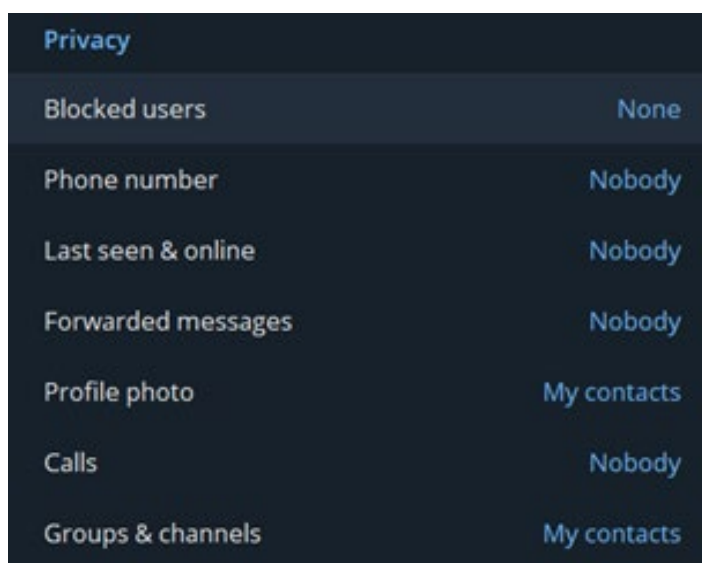 Privacy
Blocked users None
Phone number Nobody
Last seen & online Nobody
Forwarded messages Nobody
Profile photo My contacts
Calls Nobody
Groups & channels My contacts